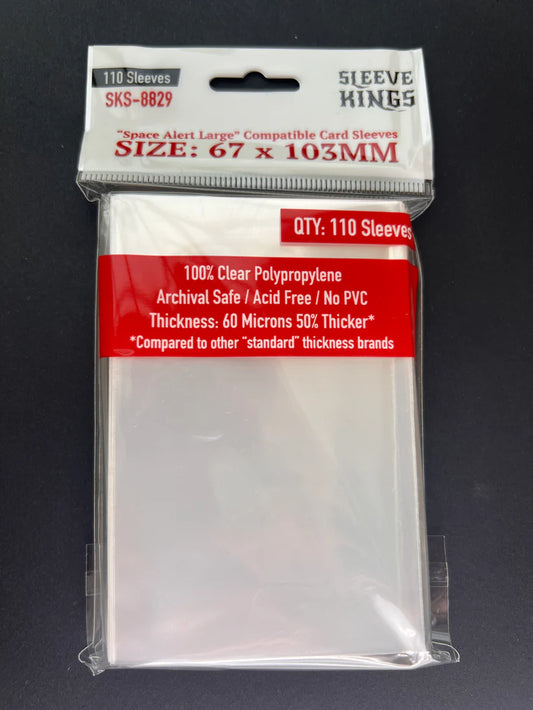 110 Sleeves
SKS-8829
SLEEVE
KINGS
"Space Alert Large" Compatible Card Sleeves
SIZE: 67 x 103MM
QTY: 110 Sleeves
100% Clear Polypropylene
Archival Safe / Acid Free / No PVC
Thickness: 60 Microns 50% Thicker*
*Compared to other "standard" thickness brands